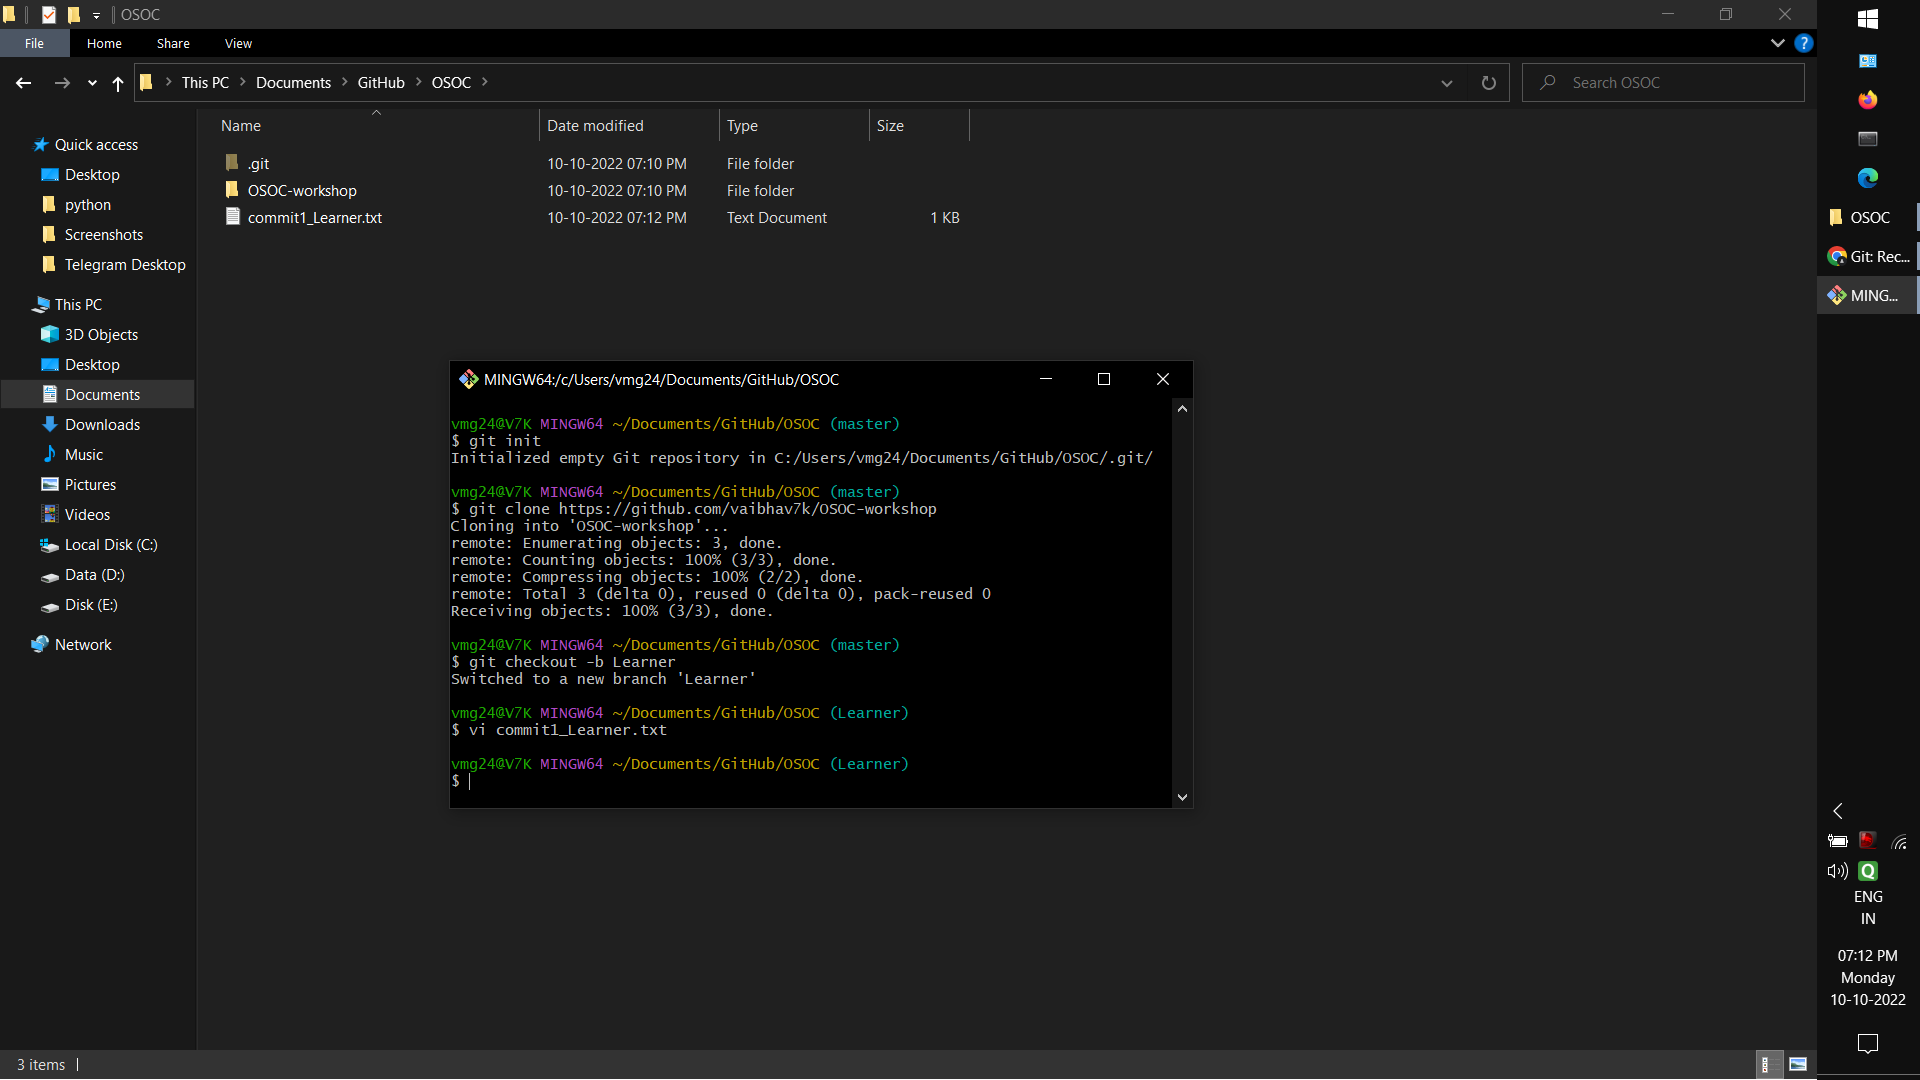 OSOC
File Home Share View
This PC Documents GitHub OSOC
Search OSOC
Name Date modified Type Size
.git 10-10-2022 07:10 PM File folder
OSOC-workshop 10-10-2022 07:10 PM File folder
commit1_Learner.txt 10-10-2022 07:12 PM Text Document 1 KB
Quick access
Desktop
python
Screenshots
Telegram Desktop
This PC
3D Objects
Desktop
Documents
Downloads
Music
Pictures
Videos
Local Disk (C:)
Data (D:)
Disk (E:)
Network
3 items
MINGW64:/c/Users/vmg24/Documents/GitHub/OSOC
vmg24@V7K MINGW64 ~/Documents/GitHub/OSOC (master)
$ git init
Initialized empty Git repository in C:/Users/vmg24/Documents/GitHub/OSOC/.git/
vmg24@V7K MINGW64 ~/Documents/GitHub/OSOC (master)
$ git clone https://github.com/vaibhav7k/OSOC-workshop
Cloning into 'OSOC-workshop'...
remote: Enumerating objects: 3, done.
remote: Counting objects: 100% (3/3), done.
remote: Compressing objects: 100% (2/2), done.
remote: Total 3 (delta 0), reused 0 (delta 0), pack-reused 0
Receiving objects: 100% (3/3), done.
vmg24@V7K MINGW64 ~/Documents/GitHub/OSOC (master)
$ git checkout -b Learner
Switched to a new branch 'Learner'
vmg24@V7K MINGW64 ~/Documents/GitHub/OSOC (Learner)
$ vi commit1_Learner.txt
vmg24@V7K MINGW64 ~/Documents/GitHub/OSOC (Learner)
$
OSOC
Git: Rec...
MING...
ENG
IN
07:12 PM
Monday
10-10-2022